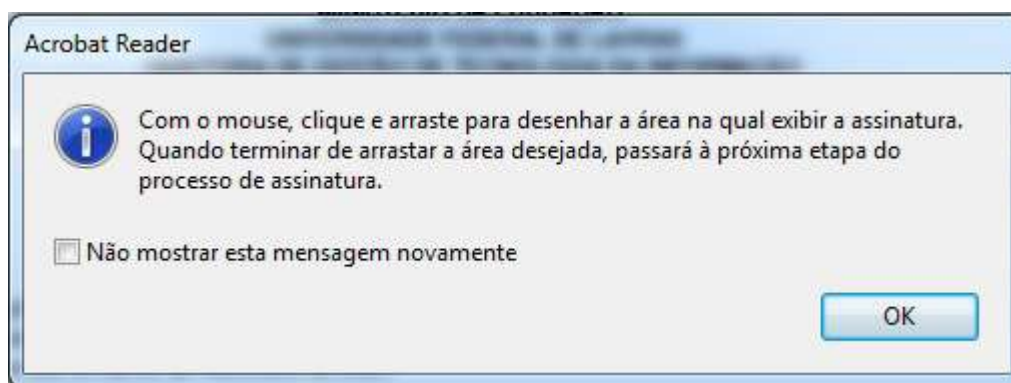 Acrobat Reader
Com o mouse, clique e arraste para desenhar a área na qual exibir a assinatura.
Quando terminar de arrastar a área desejada, passará à próxima etapa do
processo de assinatura.
Não mostrar esta mensagem novamente
OK